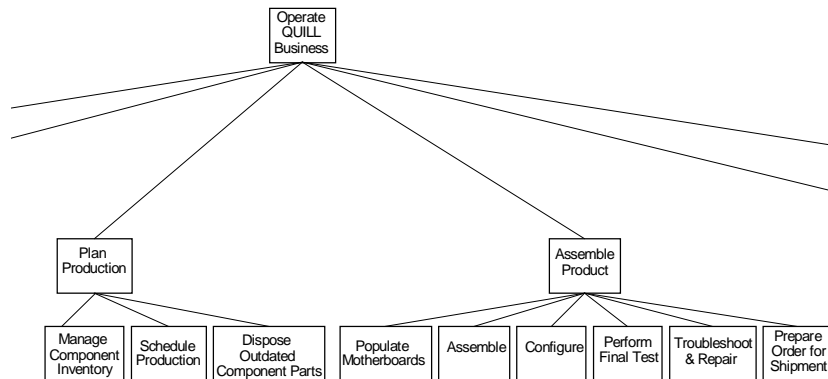 Operate
QUILL
Business
Plan
Production
Assemble
Product
Manage
Component
Inventory
Schedule
Production
Dispose
Outdated
Component Parts
Populate
Motherboards
Assemble
Configure
Perform
Final Test
Troubleshoot
& Repair
Prepare
Order for
Shipment